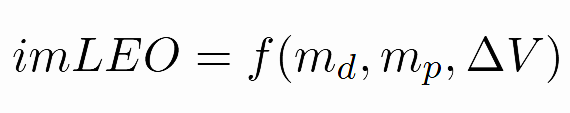 imLEO = f(m_d, m_p, ΔV)